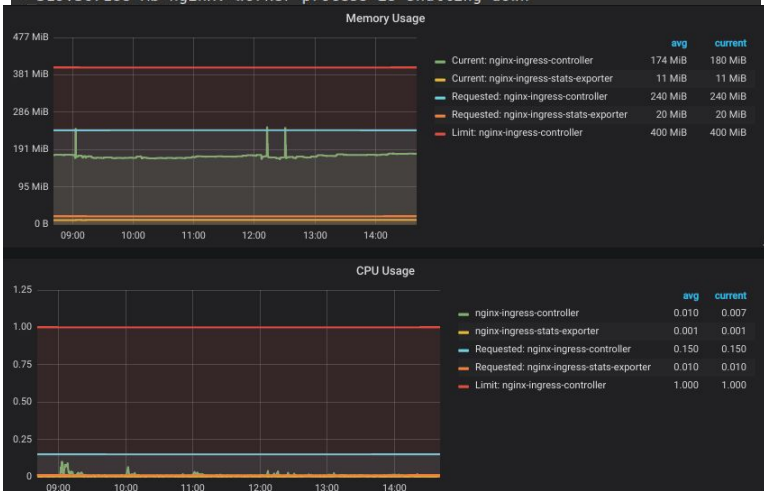 Memory Usage
477 MiB
381 MiB
286 MiB
191 MiB
95 MiB
0 B
09:00 10:00 11:00 12:00 13:00 14:00
avg current
Current: nginx-ingress-controller 174 MiB 180 MiB
Current: nginx-ingress-stats-exporter 11 MiB 11 MiB
Requested: nginx-ingress-controller 240 MiB 240 MiB
Requested: nginx-ingress-stats-exporter 20 MiB 20 MiB
Limit: nginx-ingress-controller 400 MiB 400 MiB
CPU Usage
1.25
1.00
0.75
0.50
0.25
0
09:00 10:00 11:00 12:00 13:00 14:00
avg current
nginx-ingress-controller 0.010 0.007
nginx-ingress-stats-exporter 0.001 0.001
Requested: nginx-ingress-controller 0.150 0.150
Requested: nginx-ingress-stats-exporter 0.010 0.010
Limit: nginx-ingress-controller 1.000 1.000